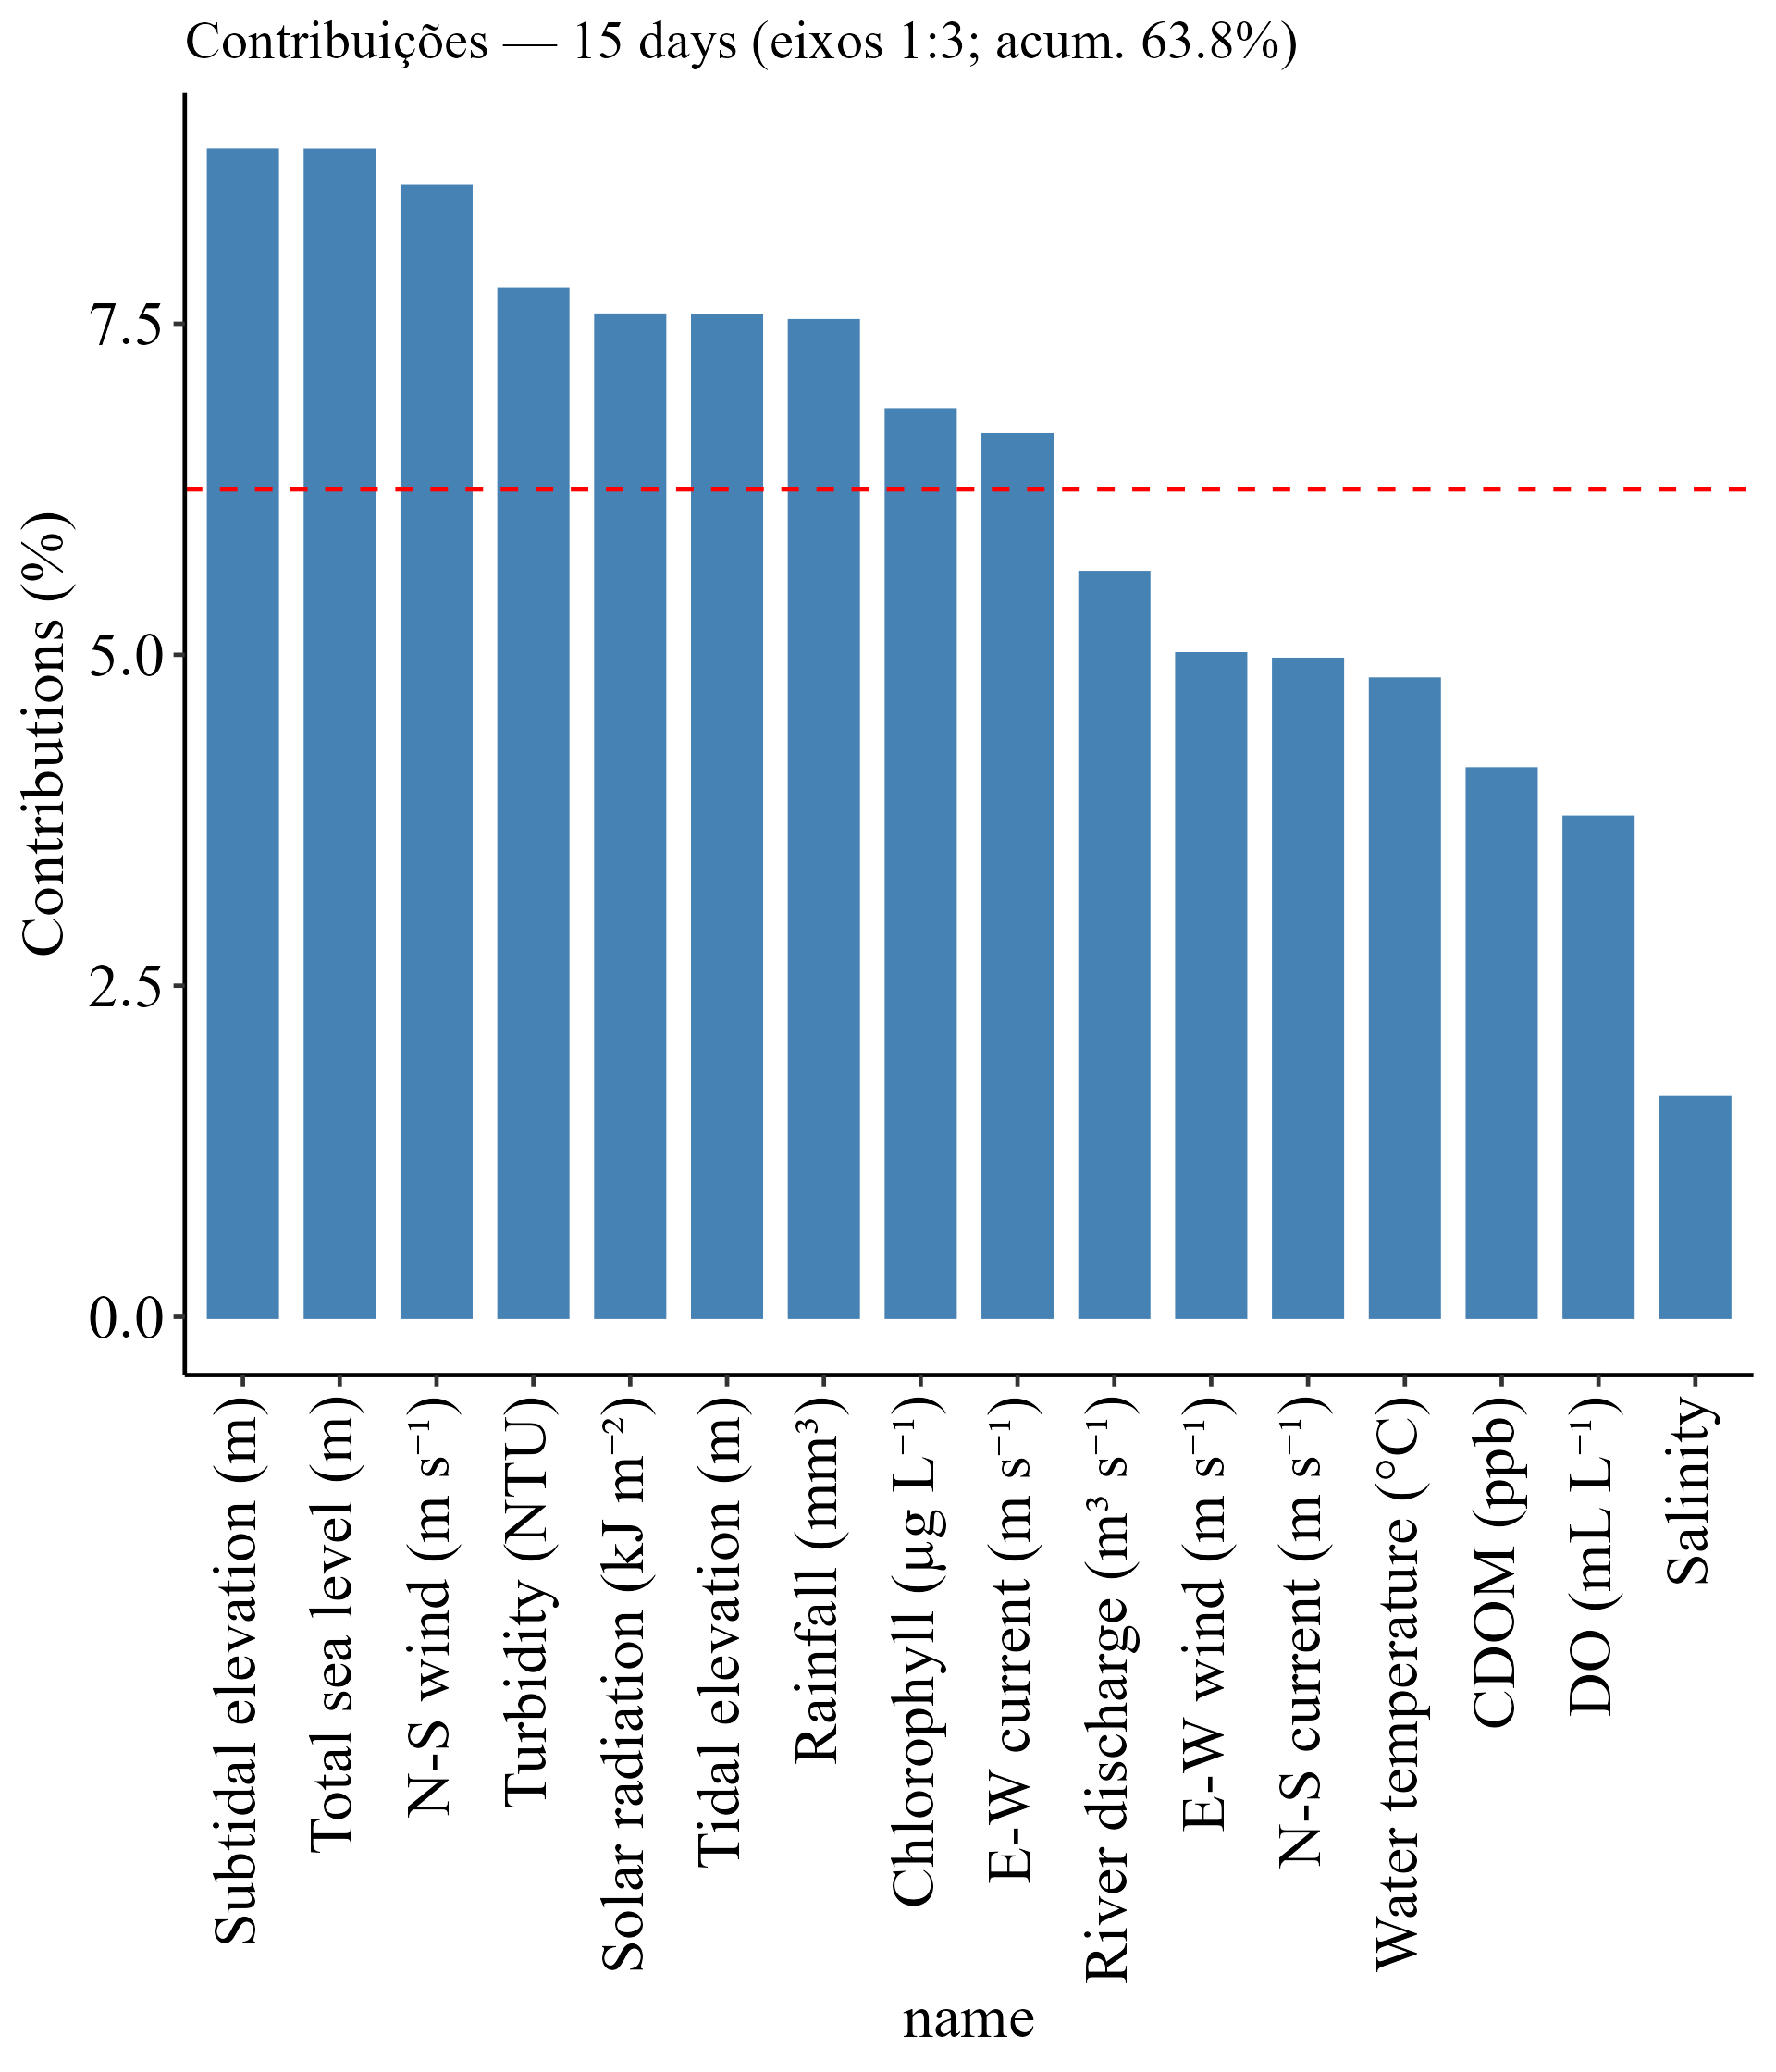 Contribuições — 15 days (eixos 1:3; acum. 63.8%)
Contributions (%)
7.5
5.0
2.5
0.0
Subtidal elevation (m)
Total sea level (m)
N-S wind (m s⁻¹)
Turbidity (NTU)
Solar radiation (kJ m⁻²)
Tidal elevation (m)
Rainfall (mm³)
Chlorophyll (μg L⁻¹)
E-W current (m s⁻¹)
River discharge (m³ s⁻¹)
E-W wind (m s⁻¹)
N-S current (m s⁻¹)
Water temperature (°C)
CDOM (ppb)
DO (mL L⁻¹)
Salinity
name